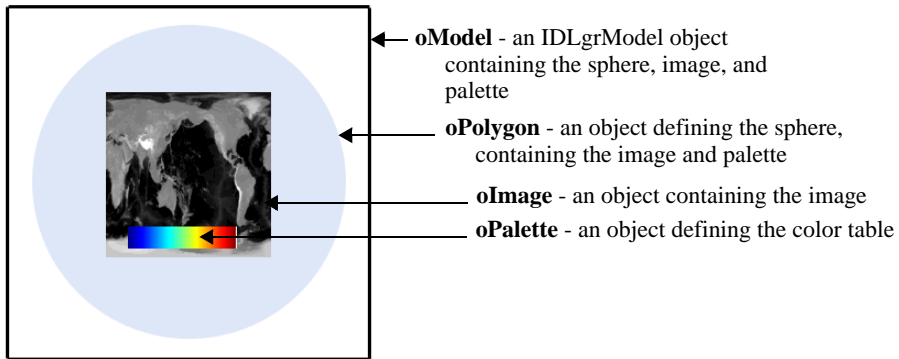 oModel - an IDLgrModel object
containing the sphere, image, and
palette
oPolygon - an object defining the sphere,
containing the image and palette
oImage - an object containing the image
oPalette - an object defining the color table